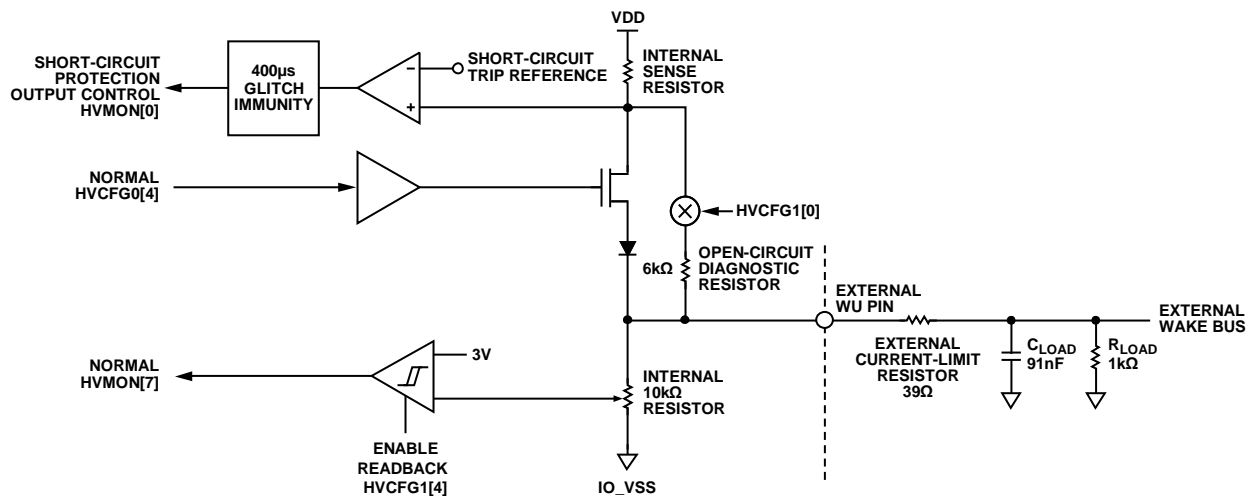 VDD
SHORT-CIRCUIT
PROTECTION
OUTPUT CONTROL
HVMON[0]
400µs
GLITCH
IMMUNITY
–
+
SHORT-CIRCUIT
TRIP REFERENCE
INTERNAL
SENSE
RESISTOR
NORMAL
HVCFG0[4]
HVCFG1[0]
6kΩ
OPEN-CIRCUIT
DIAGNOSTIC
RESISTOR
EXTERNAL
WU PIN
EXTERNAL
WAKE BUS
EXTERNAL
CURRENT-LIMIT
RESISTOR
39Ω
CLOAD
91nF
RLOAD
1kΩ
NORMAL
HVMON[7]
3V
INTERNAL
10kΩ
RESISTOR
ENABLE
READBACK
HVCFG1[4]
IO_VSS